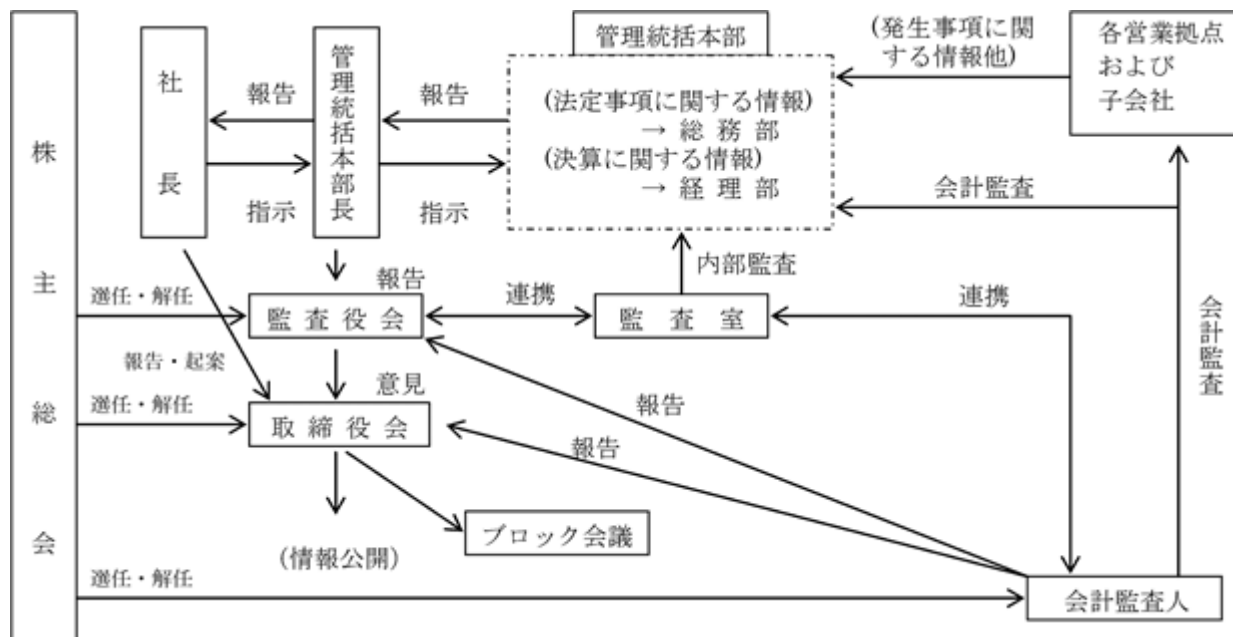 株主総会
社長
報告
指示
管理統括本部長
報告
指示
管理統括本部
(法定事項に関する情報)
→ 総務部
(決算に関する情報)
→ 経理部
(発生事項に関
する情報他)
各営業拠点
および
子会社
会計監査
内部監査
報告
選任・解任
監査役会
連携
監査室
連携
会計監査
報告・起案
意見
選任・解任
取締役会
報告
報告
ブロック会議
(情報公開)
選任・解任
会計監査人